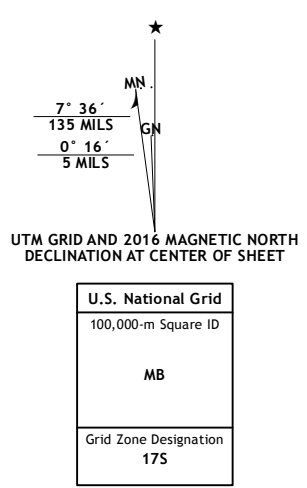 MN
7° 36´
135 MILS
GN
0° 16´
5 MILS
UTM GRID AND 2016 MAGNETIC NORTH
DECLINATION AT CENTER OF SHEET
U.S. National Grid
100,000-m Square ID
MB
Grid Zone Designation
17S